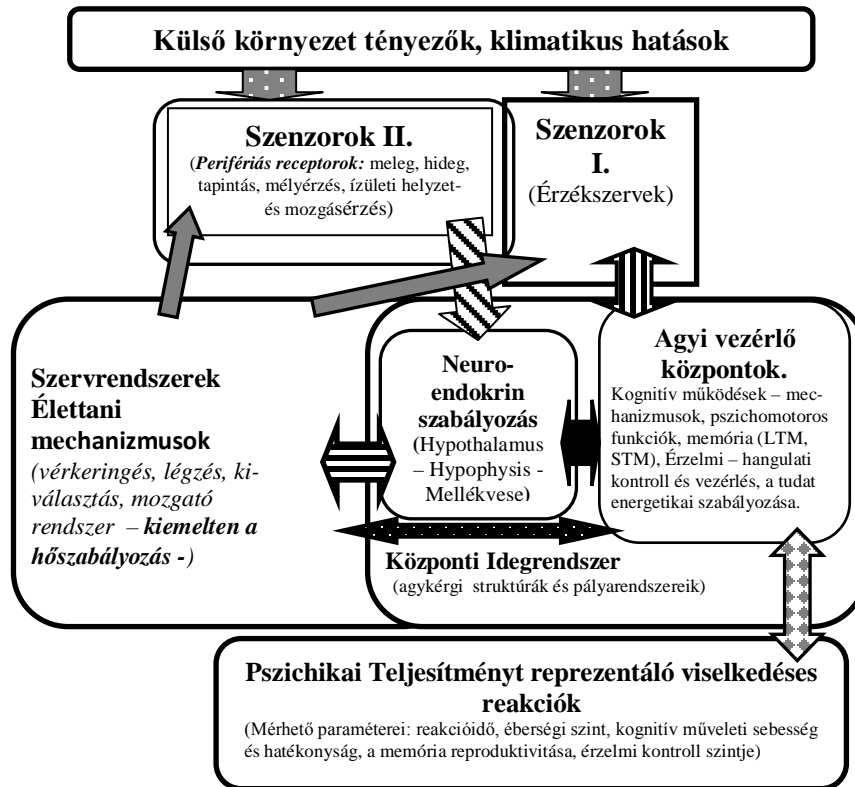 Külső környezet tényezők, klimatikus hatások
Szenzorok II.
(Perifériás receptorok: meleg, hideg,
tapintás, mélyérzés, ízületi helyzet-
és mozgásérzés)
Szenzorok
I.
(Érzékszervek)
Szervrendszerek
Élettani
mechanizmusok
(vérkeringés, légzés, ki-
választás, mozgató
rendszer – kiemelten a
hőszabályozás -)
Neuro-
endokrin
szabályozás
(Hypothalamus
– Hypophysis -
Mellékvese)
Agyi vezérlő
központok.
Kognitív működések – mec-
hanizmusok, pszichomotoros
funkciók, memória (LTM,
STM), Érzelmi – hangulati
kontroll és vezérlés, a tudat
energetikai szabályozása.
Központi Idegrendszer
(agykérgi struktúrák és pályarendszereik)
Pszichikai Teljesítményt reprezentáló viselkedéses
reakciók
(Mérhető paraméterei: reakcióidő, éberségi szint, kognitív műveleti sebesség
és hatékonyság, a memória reproduktivitása, érzelmi kontroll szintje)